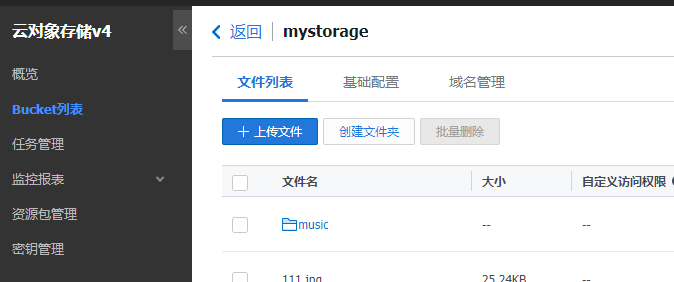 云对象存储v4
概览
Bucket列表
任务管理
监控报表
资源包管理
密钥管理
返回 mystorage
文件列表 基础配置 域名管理
+ 上传文件 创建文件夹 批量删除
文件名 大小 自定义访问权限
music -- --
111.jpg 25.24KB --